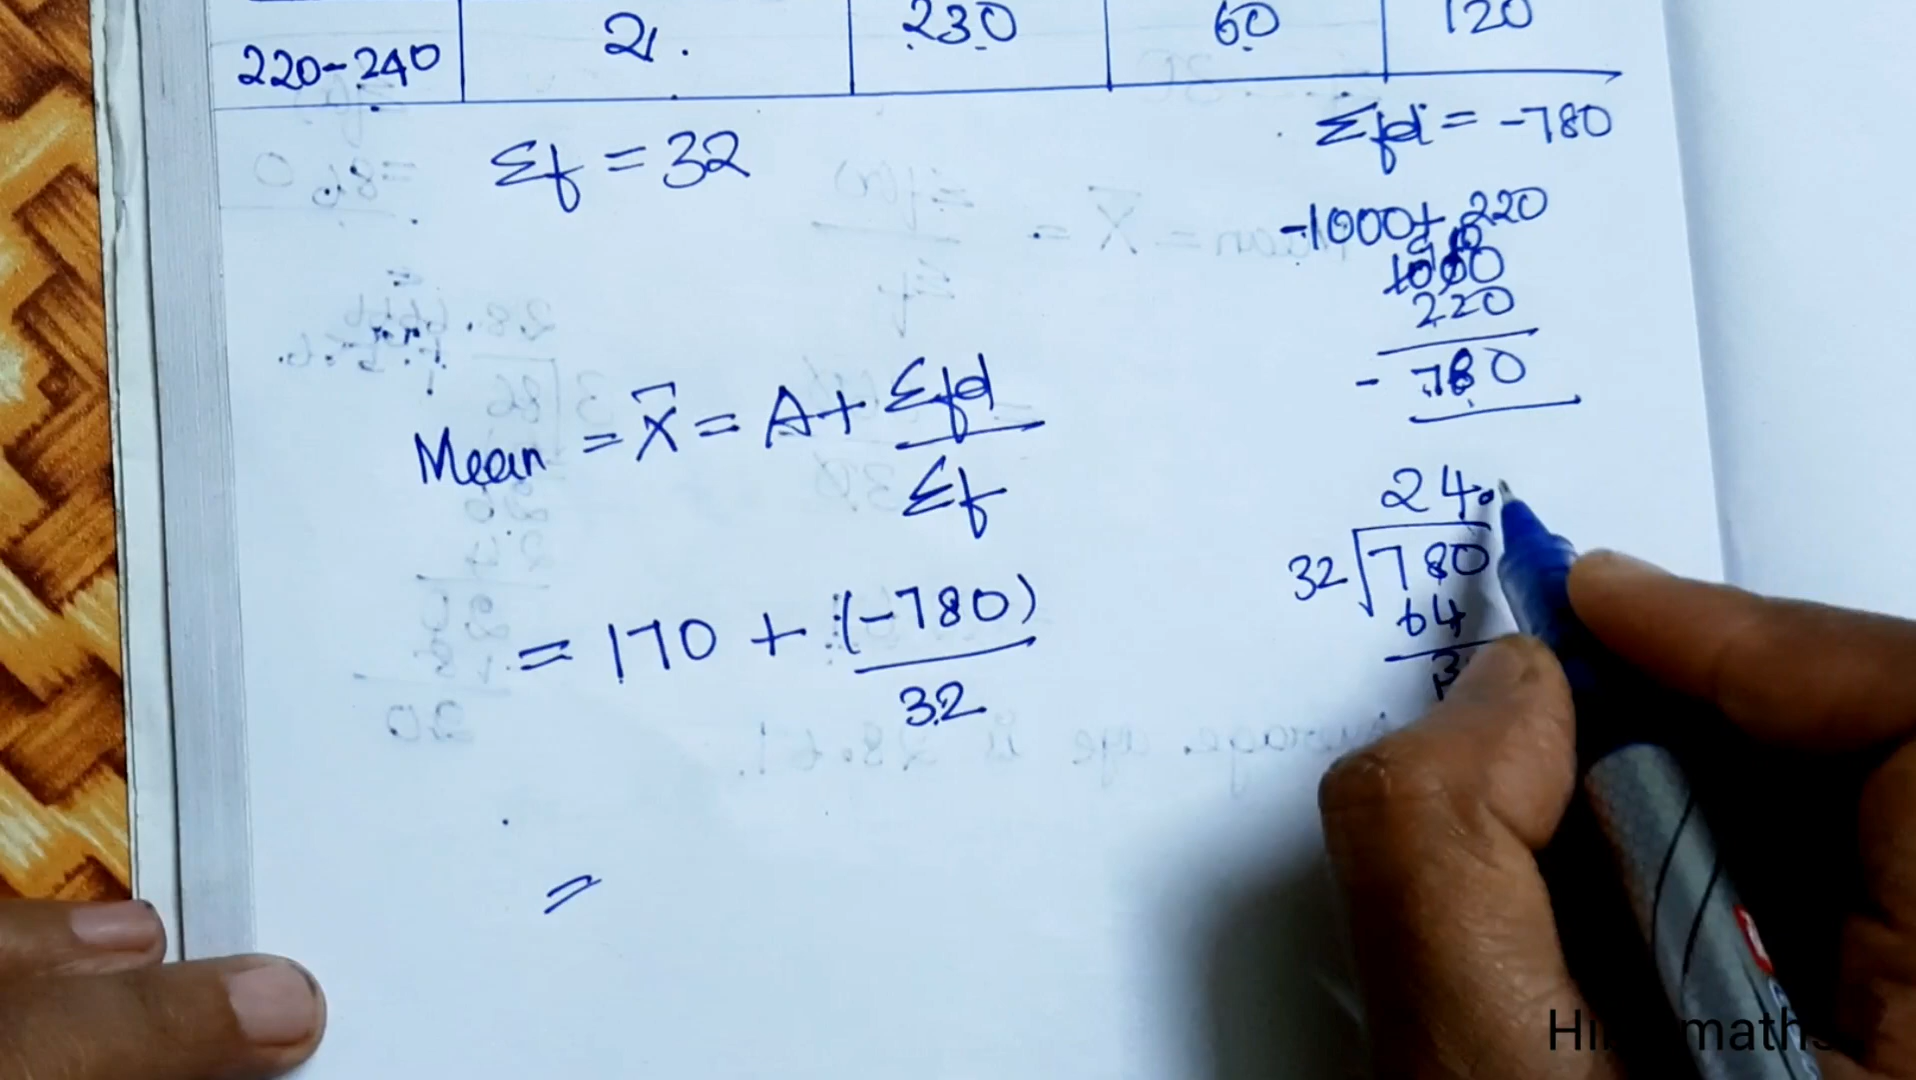 220-240 2. 230 60 120
Σf = 32
Σfd = -780
-1000+220
1000
220
- 780
Mean = x̄ = A + Σfd
Σf
= 170 + (-780)
32
24.
32 780
64
=